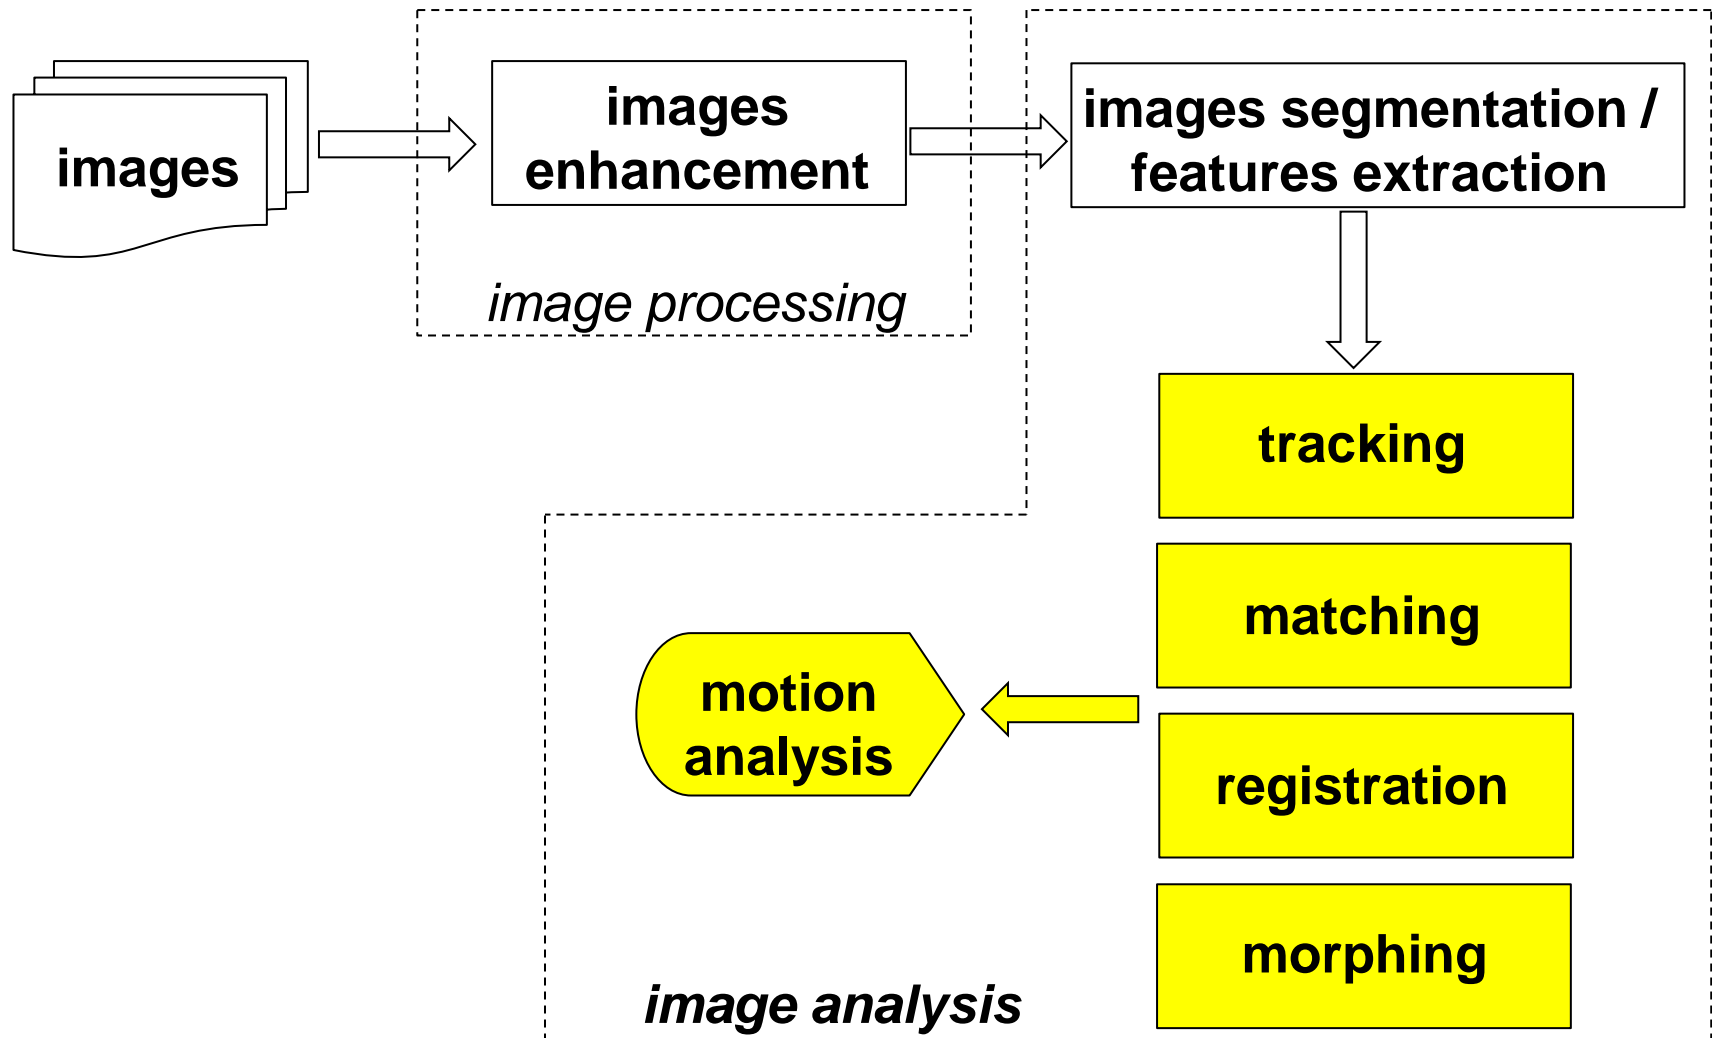 images
images
enhancement
images segmentation /
features extraction
image processing
tracking
matching
motion
analysis
registration
morphing
image analysis